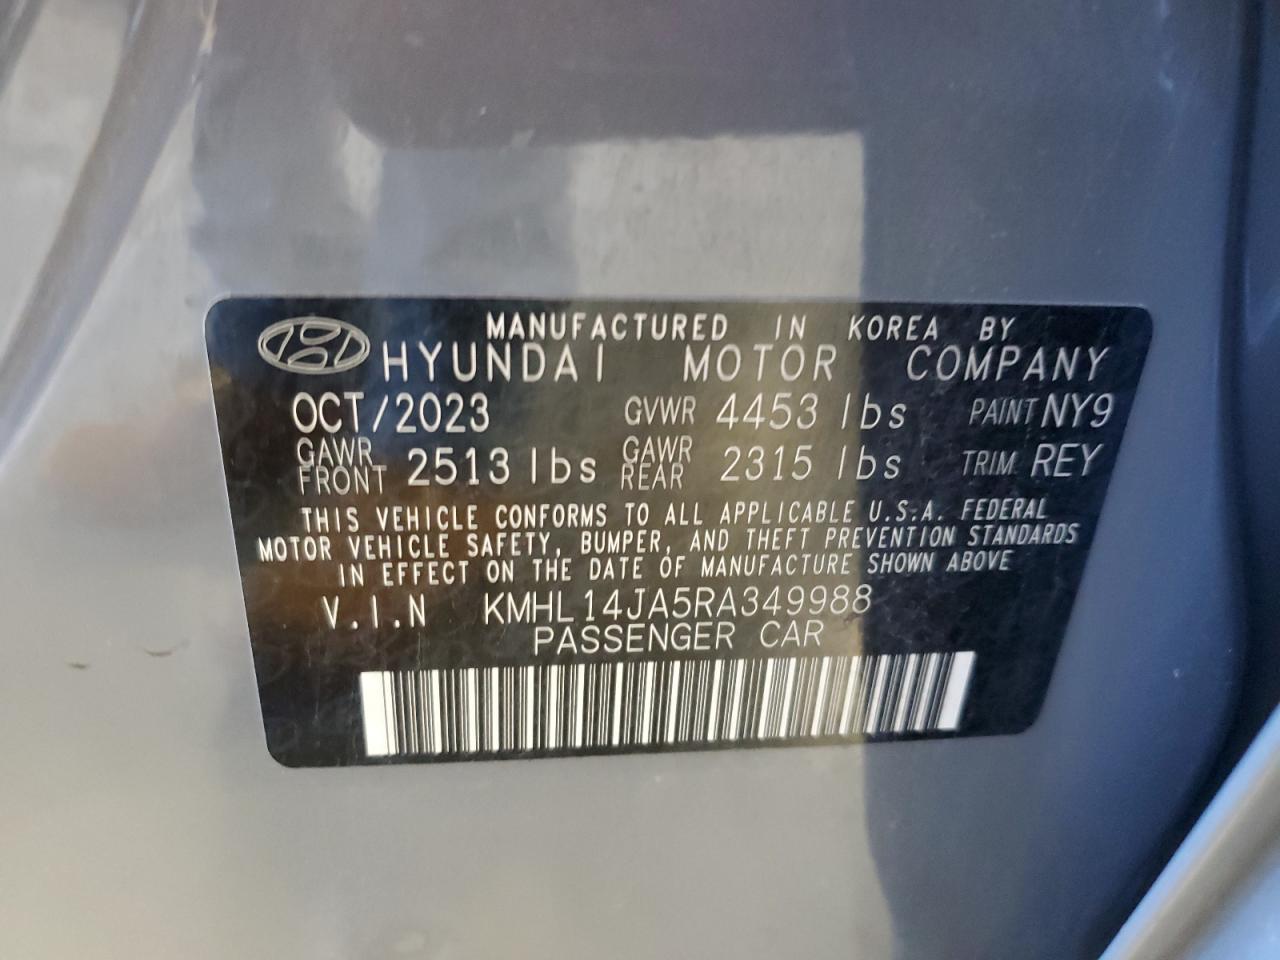 MANUFACTURED IN KOREA BY
HYUNDAI MOTOR COMPANY
OCT/2023 GVWR 4453 lbs PAINT NY9
GAWR FRONT 2513 lbs GAWR REAR 2315 lbs TRIM REY
THIS VEHICLE CONFORMS TO ALL APPLICABLE U.S.A. FEDERAL
MOTOR VEHICLE SAFETY, BUMPER, AND THEFT PREVENTION STANDARDS
IN EFFECT ON THE DATE OF MANUFACTURE SHOWN ABOVE
V.I.N KMHL14JA5RA349988
PASSENGER CAR